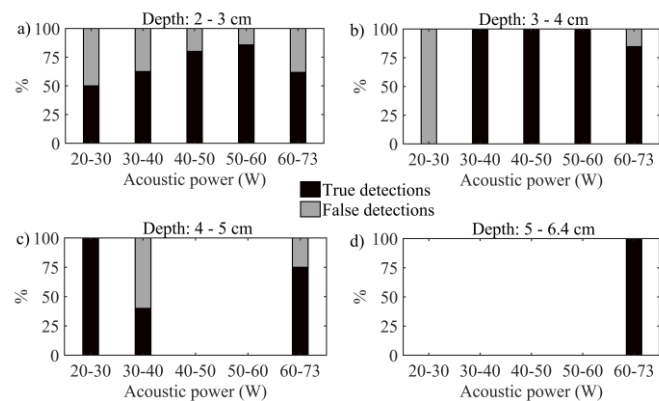 a) Depth: 2 - 3 cm
100
75
50
25
0
%
20-30 30-40 40-50 50-60 60-73
Acoustic power (W)
b) Depth: 3 - 4 cm
100
75
50
25
0
%
20-30 30-40 40-50 50-60 60-73
Acoustic power (W)
True detections
False detections
c) Depth: 4 - 5 cm
100
75
50
25
0
%
20-30 30-40 40-50 50-60 60-73
Acoustic power (W)
d) Depth: 5 - 6.4 cm
100
75
50
25
0
%
20-30 30-40 40-50 50-60 60-73
Acoustic power (W)